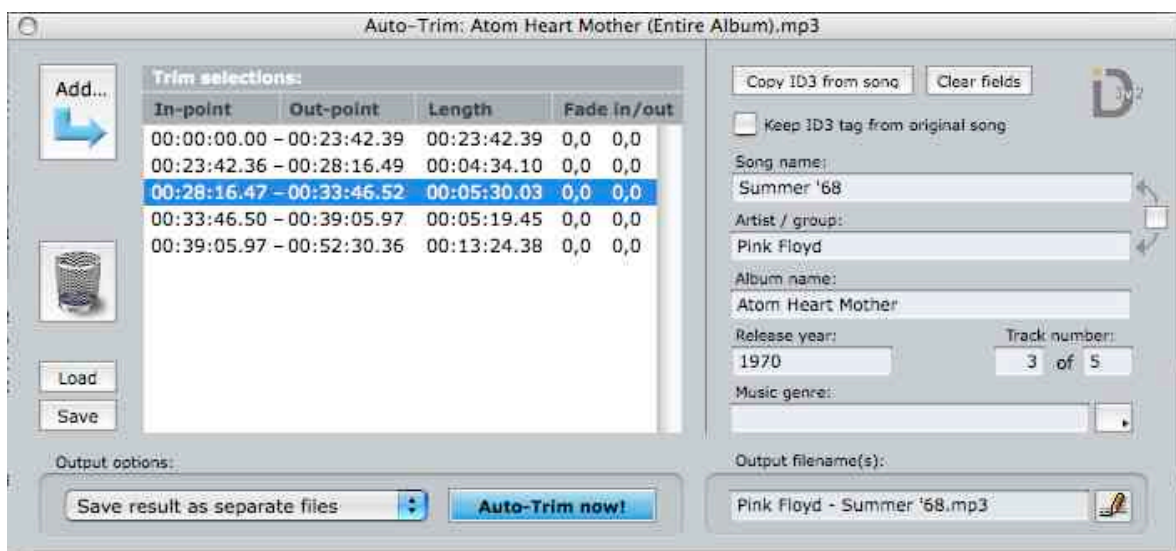 Auto-Trim: Atom Heart Mother (Entire Album).mp3
Add...
Trim selections:
In-point Out-point Length Fade in/out
00:00:00.00 – 00:23:42.39 00:23:42.39 0,0 0,0
00:23:42.36 – 00:28:16.49 00:04:34.10 0,0 0,0
00:28:16.47 – 00:33:46.52 00:05:30.03 0,0 0,0
00:33:46.50 – 00:39:05.97 00:05:19.45 0,0 0,0
00:39:05.97 – 00:52:30.36 00:13:24.38 0,0 0,0
Load
Save
Output options:
Save result as separate files
Auto-Trim now!
Copy ID3 from song Clear fields
Keep ID3 tag from original song
Song name:
Summer '68
Artist / group:
Pink Floyd
Album name:
Atom Heart Mother
Release year: Track number:
1970 3 of 5
Music genre:
Output filename(s):
Pink Floyd - Summer '68.mp3